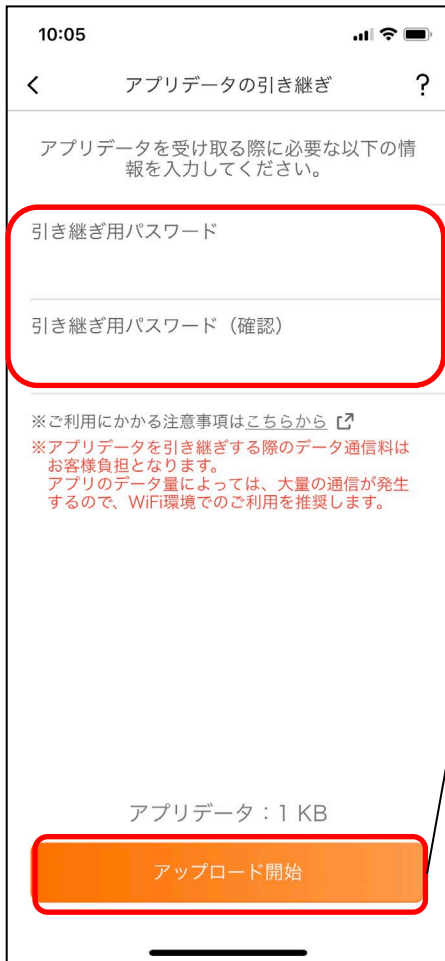 10:05
アプリデータの引き継ぎ ?
アプリデータを受け取る際に必要な以下の情
報を入力してください。
引き継ぎ用パスワード
引き継ぎ用パスワード（確認）
※ご利用にかかる注意事項はこちらから
※アプリデータを引き継ぎする際のデータ通信料は
お客様負担となります。
アプリのデータ量によっては、大量の通信が発生
するので、WiFi環境でのご利用を推奨します。
アプリデータ：1 KB
アップロード開始